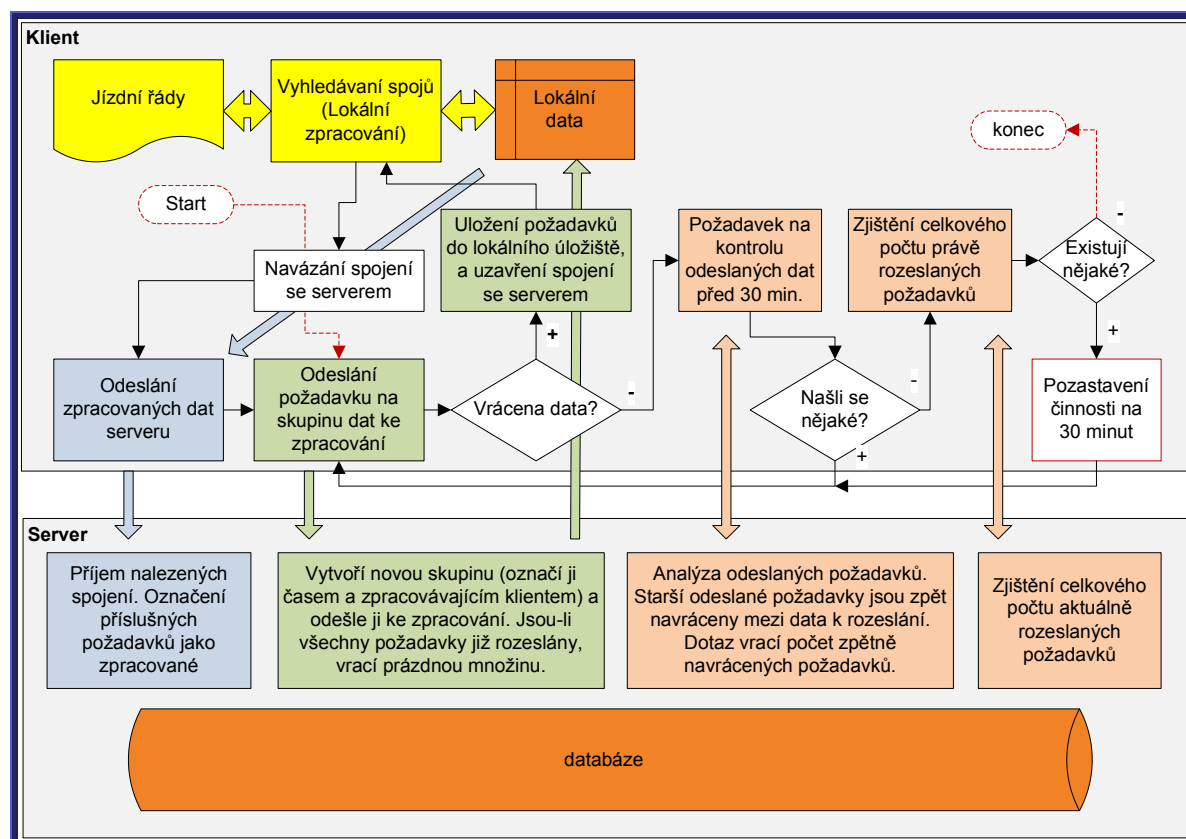 Klient
Jízdní řády
Vyhledávaní spojů
(Lokální
zpracování)
Lokální
data
konec
Start
Navázání spojení
se serverem
Uložení požadavků
do lokálního úložiště,
a uzavření spojení
se serverem
Požadavek na
kontrolu
odeslaných dat
před 30 min.
Zjištění celkového
počtu právě
rozeslaných
požadavků
-
Existují
nějaké?
+
Odeslání
zpracovaných dat
serveru
Odeslání
požadavku na
skupinu dat ke
zpracování
+
Vrácena data?
-
Našli se
nějaké?
-
+
Pozastavení
činnosti na
30 minut
Server
Příjem nalezených
spojení. Označení
příslušných
požadavků jako
zpracované
Vytvoří novou skupinu (označí ji
časem a zpracovávajícím klientem) a
odešle ji ke zpracování. Jsou-li
všechny požadavky již rozeslány,
vrací prázdnou množinu.
Analýza odeslaných požadavků.
Starší odeslané požadavky jsou zpět
navráceny mezi data k rozeslání.
Dotaz vrací počet zpětně
navrácených požadavků.
Zjištění celkového
počtu aktuálně
rozeslaných
požadavků
databáze